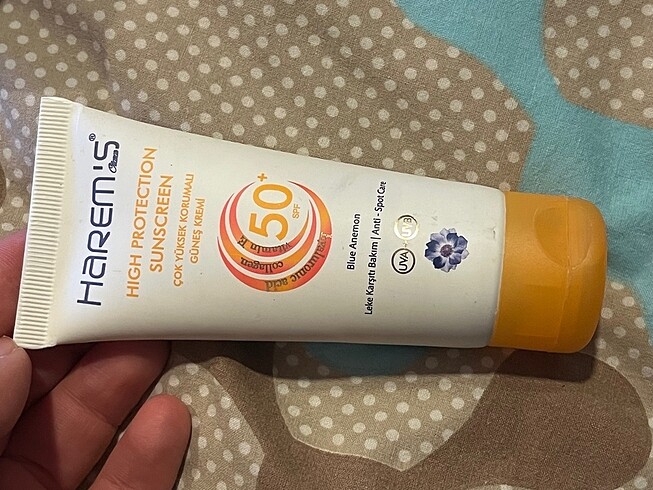 HAREM'S®
HIGH PROTECTION
SUNSCREEN
ÇOK YÜKSEK KORUMALI
GÜNEŞ KREMİ
50+
SPF
vitamin E
collagen
hyaluronic acid
Blue Anemon
Leke Karşıtı Bakım | Anti - Spot Care
UVA - UVB